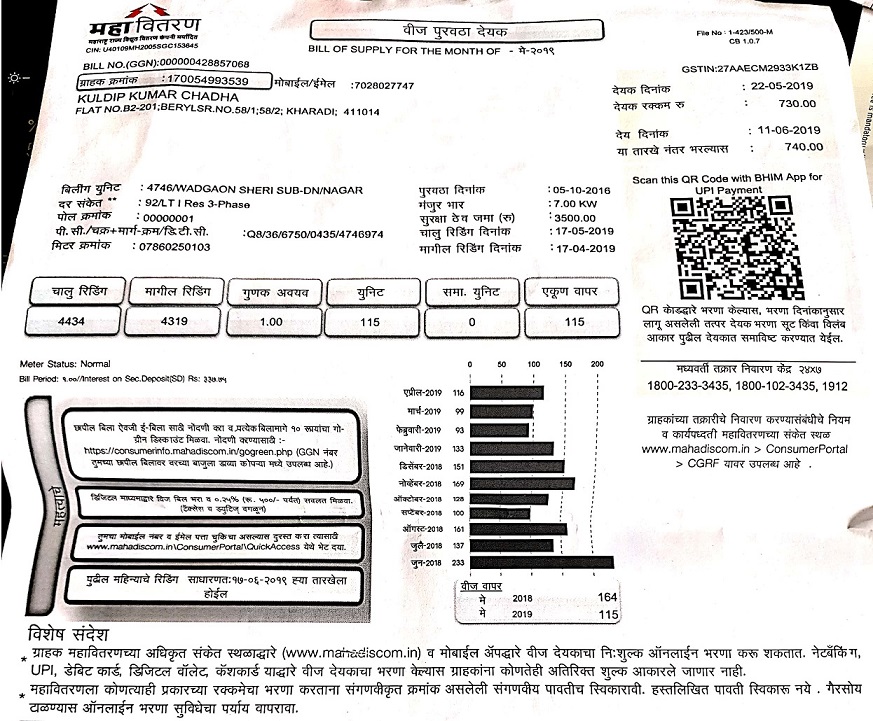 महावितरण
महाराष्ट्र राज्य विद्युत वितरण कंपनी मर्यादित
CIN: U40109MH2005SGC153645
वीज पुरवठा देयक
BILL OF SUPPLY FOR THE MONTH OF - मे-२०१९
File No : 1-423/500-M
CB 1.0.7
BILL NO.(GGN):000000428857068
GSTIN:27AAECM2933K1ZB
ग्राहक क्रमांक :170054993539 मोबाईल/ईमेल :7028027747
KULDIP KUMAR CHADHA
FLAT NO.B2-201;BERYLSR.NO.58/1;58/2; KHARADI; 411014
देयक दिनांक : 22-05-2019
देयक रक्कम रु : 730.00
देय दिनांक : 11-06-2019
या तारखे नंतर भरल्यास : 740.00
बिलींग युनिट : 4746/WADGAON SHERI SUB-DN/NAGAR
दर संकेत ** : 92/LT I Res 3-Phase
पोल क्रमांक : 00000001
पी.सी./चक्र+मार्ग-क्रम/डि.टी.सी. :Q8/36/6750/0435/4746974
मिटर क्रमांक : 07860250103
पुरवठा दिनांक :05-10-2016
मंजुर भार :7.00 KW
सुरक्षा ठेव जमा (रु) :3500.00
चालु रिडिंग दिनांक :17-05-2019
मागील रिडिंग दिनांक :17-04-2019
Scan this QR Code with BHIM App for
UPI Payment
QR कोडद्वारे भरणा केल्यास, भरणा दिनांकानुसार
लागू असलेली तत्पर देयक भरणा सूट किंवा विलंब
आकार पुढील देयकात समाविष्ट करण्यात येईल.
चालु रिडिंग मागील रिडिंग गुणक अवयव युनिट समा. युनिट एकूण वापर
4434 4319 1.00 115 0 115
Meter Status: Normal
Bill Period: १.००//Interest on Sec.Deposit(SD) Rs: ३३७.७५
मध्यवर्ती तक्रार निवारण केंद्र २४x७
1800-233-3435, 1800-102-3435, 1912
ग्राहकांच्या तक्रारीचे निवारण करण्यासंबंधीचे नियम
व कार्यपध्दती महावितरणच्या संकेत स्थळ
www.mahadiscom.in > ConsumerPortal
> CGRF यावर उपलब्ध आहे .
महत्वाचे
छापील बिला ऐवजी ई-बिला साठी नोंदणी करा व,प्रत्येक बिलामागे १० रूपयांचा गो-
ग्रीन डिस्काउंट मिळवा. नोंदणी करण्यासाठी :-
https://consumerinfo.mahadiscom.in/gogreen.php (GGN नंबर
तुमच्या छापील बिलावर वरच्या बाजुला डाव्या कोपऱ्या मध्ये उपलब्ध आहे.)
डिजिटल माध्यमाद्वारे विज बिल भरा व ०.२५% (रू. ५००/- पर्यंत) सवलत मिळवा.
(टॅक्सेस व ड्युटिज् वगळून)
तुमचा मोबाईल नंबर व ईमेल पत्ता चुकिचा असल्यास दुरुस्त करा त्यासाठी
www.mahadiscom.in\ConsumerPortal\QuickAccess येथे भेट दया.
पुढील महिन्याचे रिडिंग साधारणत:१७-०६-२०१९ ह्या तारखेला
होईल
0 50 100 150 200
एप्रील-2019 116
मार्च-2019 99
फेब्रुवारी-2019 93
जानेवारी-2019 133
डिसेंबर-2018 151
नोव्हेंबर-2018 169
ऑक्टोबर-2018 128
सप्टेंबर-2018 100
ऑगस्ट-2018 161
जुलै-2018 137
जुन-2018 233
वीज वापर
मे 2018 164
मे 2019 115
विशेष संदेश
* ग्राहक महावितरणच्या अधिकृत संकेत स्थळाद्वारे (www.mahadiscom.in) व मोबाईल ॲपद्वारे वीज देयकाचा नि:शुल्क ऑनलाईन भरणा करू शकतात. नेटबँकिंग,
UPI, डेबिट कार्ड, डिजिटल वॉलेट, कॅशकार्ड याद्वारे वीज देयकाचा भरणा केल्यास ग्राहकांना कोणतेही अतिरिक्त शुल्क आकारले जाणार नाही.
* महावितरणला कोणत्याही प्रकारच्या रक्कमेचा भरणा करताना संगणवीकृत क्रमांक असलेली संगणवीय पावतीच स्विकारावी. हस्तलिखित पावती स्विकारू नये . गैरसोय
टाळण्यास ऑनलाईन भरणा सुविधेचा पर्याय वापरावा.